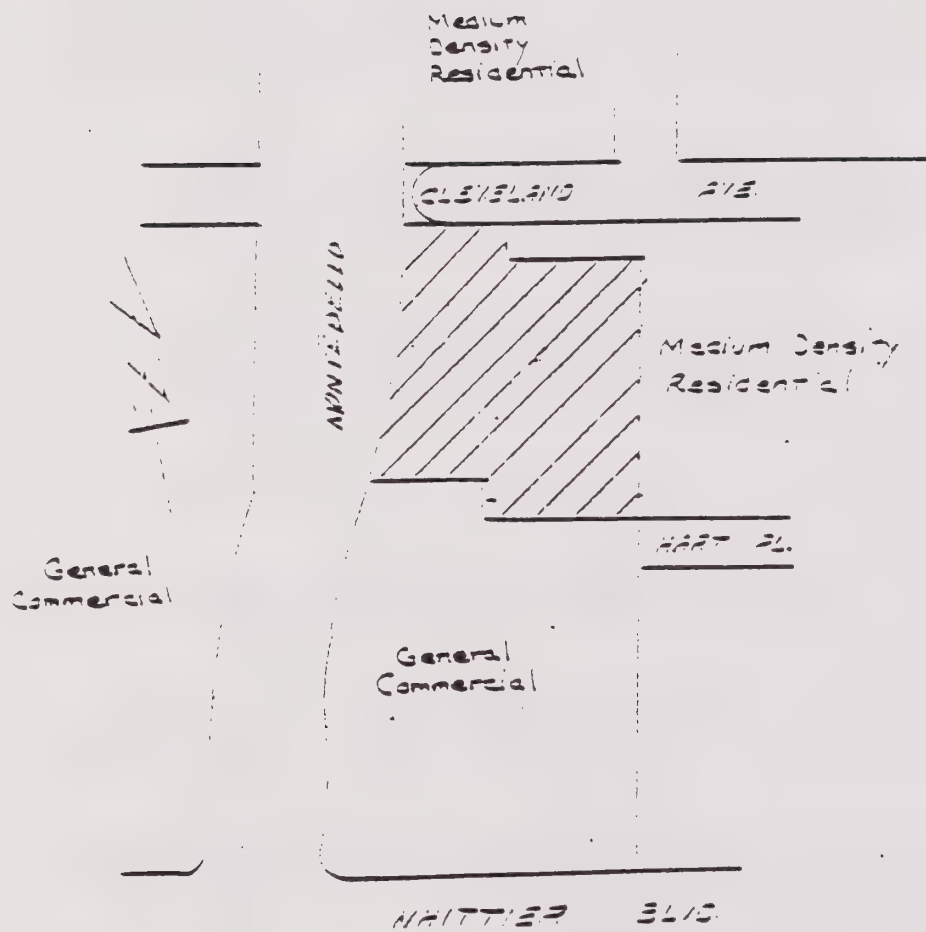 Medium
Density
Residential
CLEVELAND AVE.
MONTEBELLO
Medium Density
Residential
HART PL.
General
Commercial
General
Commercial
WHITTIER BLVD.